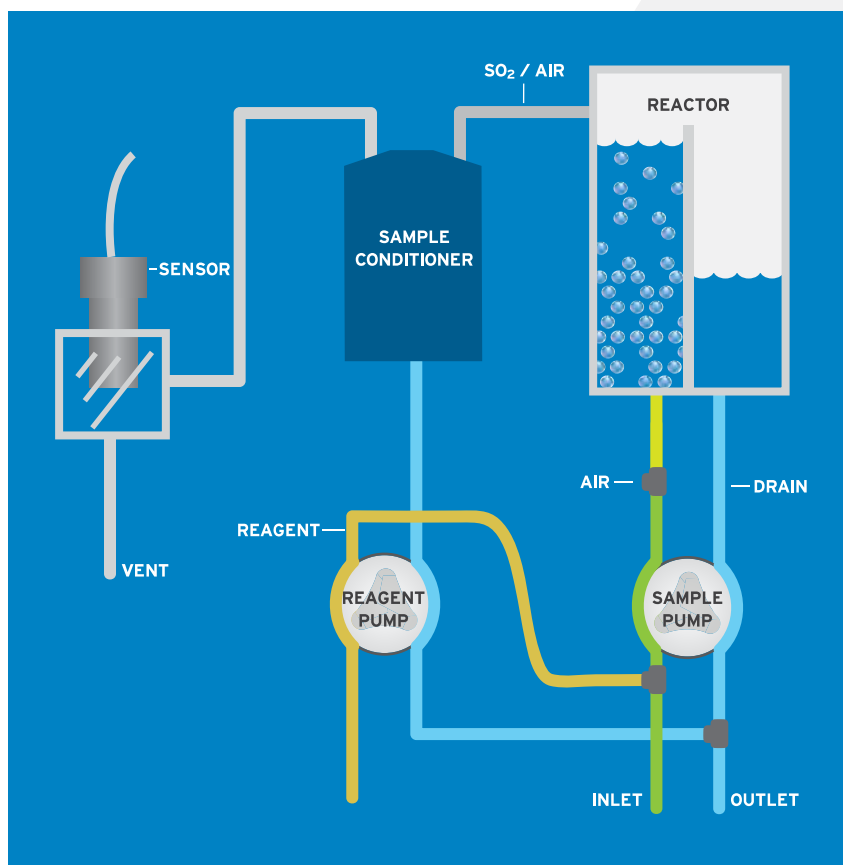 SO₂ / AIR
REACTOR
SAMPLE
CONDITIONER
SENSOR
AIR
DRAIN
REAGENT
VENT
REAGENT
PUMP
SAMPLE
PUMP
INLET
OUTLET